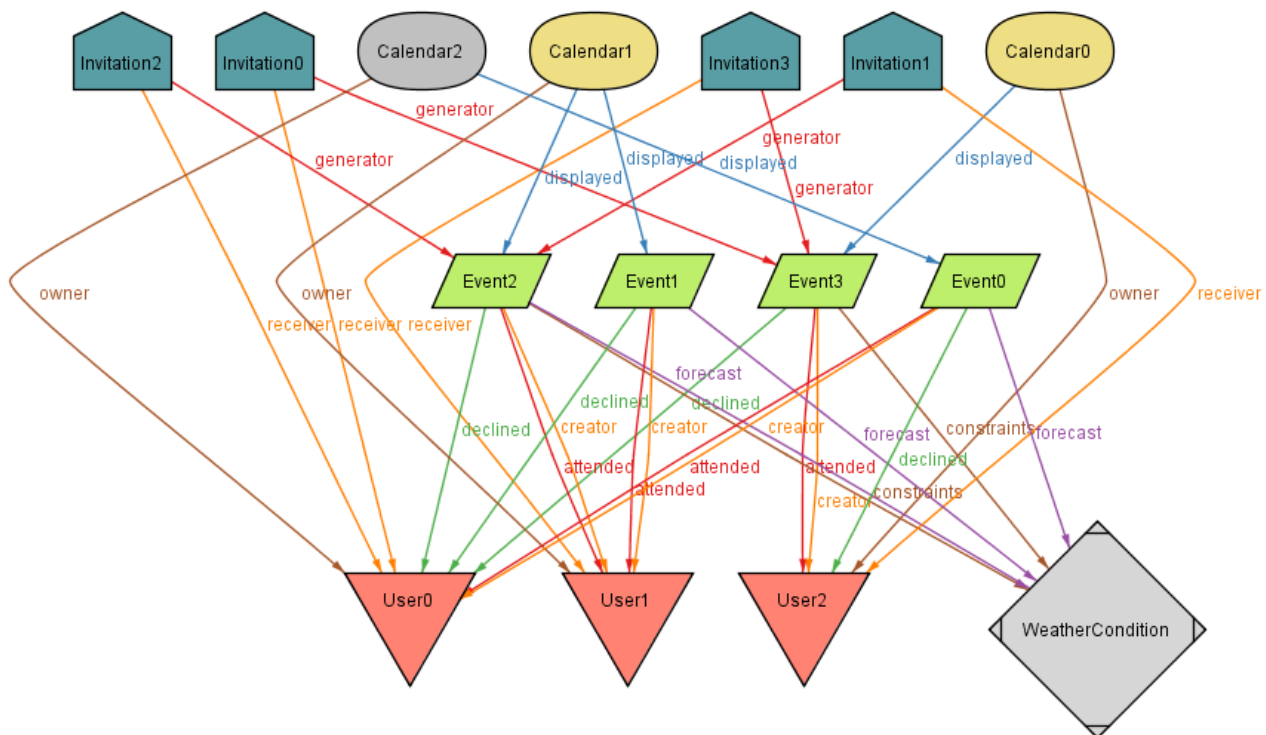 Invitation2
Invitation0
Calendar2
Calendar1
Invitation3
Invitation1
Calendar0
generator
generator
generator
generator
displayed
displayed
displayed
displayed
Event2
Event1
Event3
Event0
owner
owner
owner
receiver
receiver receiver receiver
forecast
declined
declined
declined
creator
creator
creator
forecast
constraints
forecast
declined
attended
attended
attended
attended
creator
constraints
User0
User1
User2
WeatherCondition